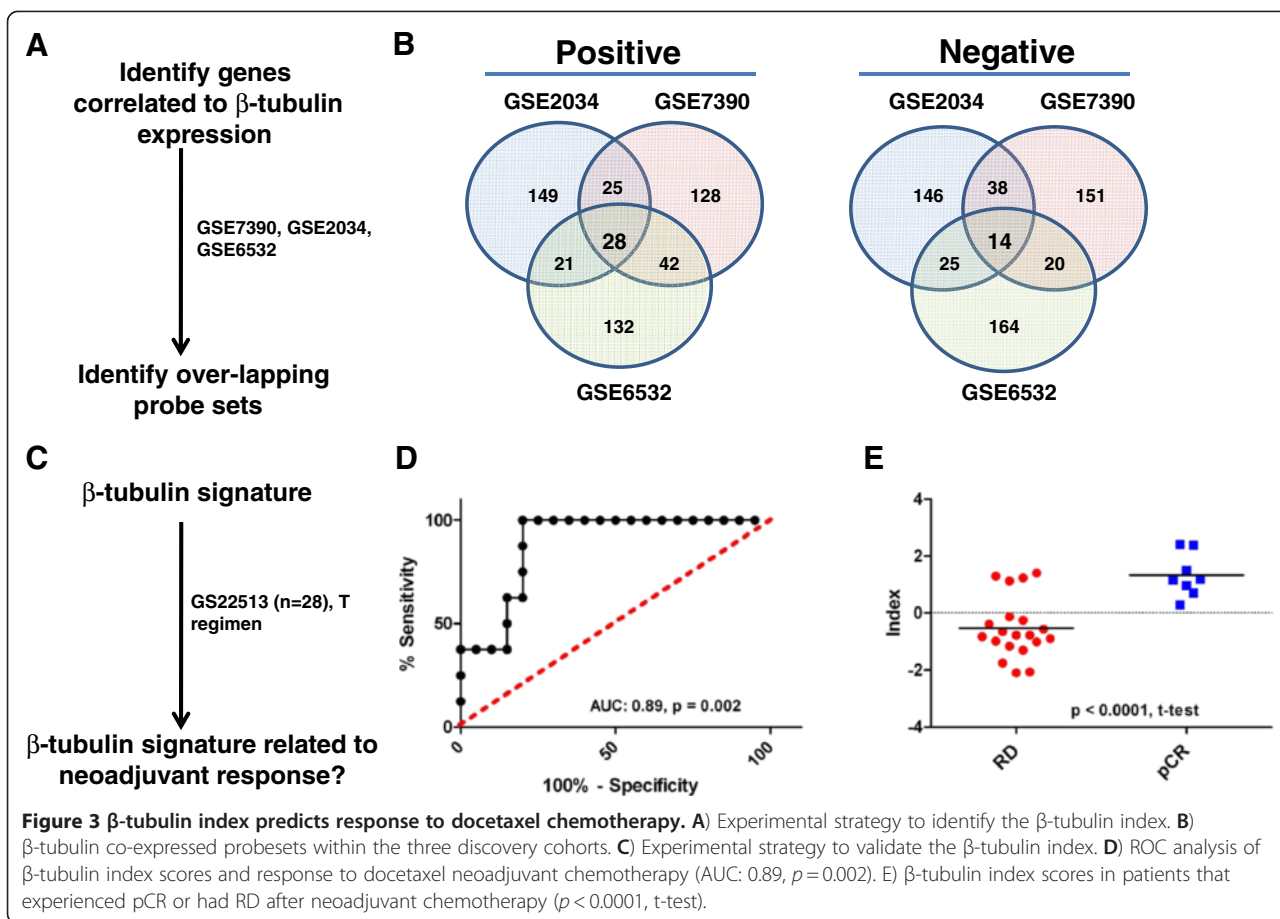 A
Identify genes
correlated to β-tubulin
expression
GSE7390, GSE2034,
GSE6532
Identify over-lapping
probe sets
B
Positive
GSE2034
GSE7390
149
25
128
28
21
42
132
GSE6532
Negative
GSE2034
GSE7390
146
38
151
14
25
20
164
GSE6532
C
β-tubulin signature
GS22513 (n=28), T
regimen
β-tubulin signature related to
neoadjuvant response?
D
% Sensitivity
100
50
0
AUC: 0.89, p = 0.002
0
50
100
100% - Specificity
E
Index
4
2
0
-2
-4
p < 0.0001, t-test
RD
pCR
Figure 3 β-tubulin index predicts response to docetaxel chemotherapy. A) Experimental strategy to identify the β-tubulin index. B)
β-tubulin co-expressed probesets within the three discovery cohorts. C) Experimental strategy to validate the β-tubulin index. D) ROC analysis of
β-tubulin index scores and response to docetaxel neoadjuvant chemotherapy (AUC: 0.89, p = 0.002). E) β-tubulin index scores in patients that
experienced pCR or had RD after neoadjuvant chemotherapy (p < 0.0001, t-test).